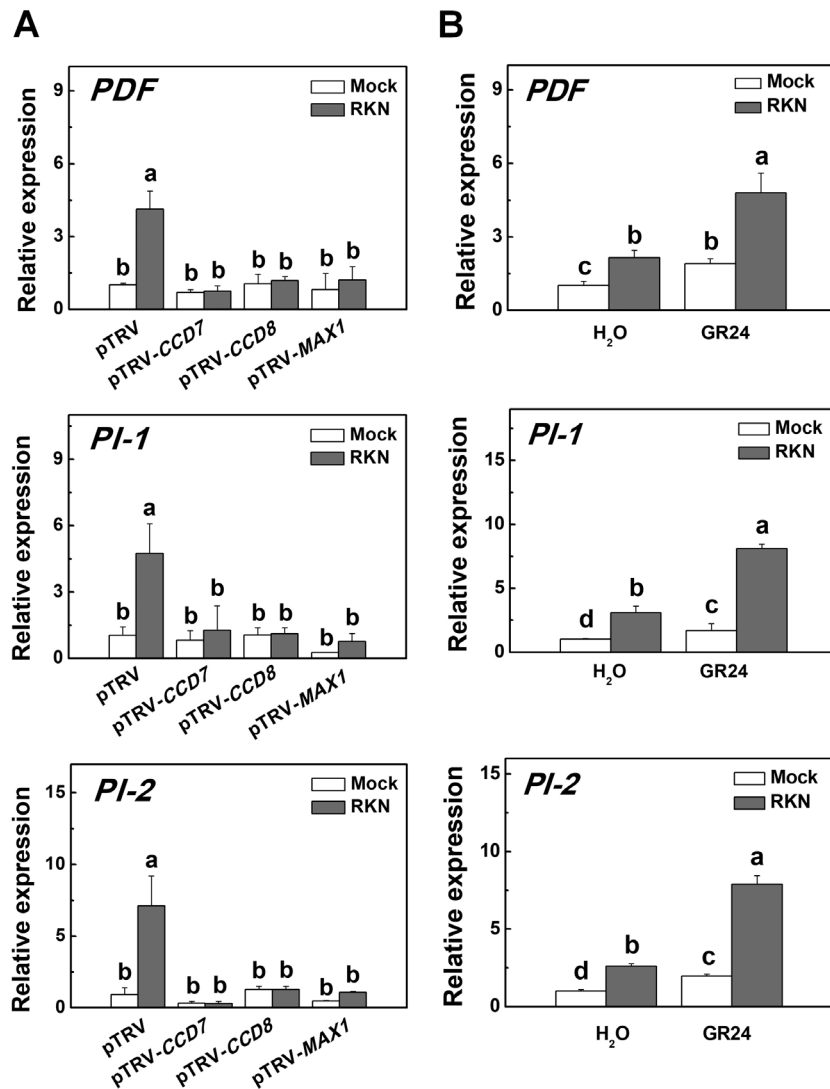 A
PDF
Mock
RKN
Relative expression
9
6
3
0
a
b b b b b b b
pTRV
pTRV-CCD7
pTRV-CCD8
pTRV-MAX1
PI-1
Mock
RKN
Relative expression
9
6
3
0
a
b b b b b b b
pTRV
pTRV-CCD7
pTRV-CCD8
pTRV-MAX1
PI-2
Mock
RKN
Relative expression
15
10
5
0
a
b b b b b b b
pTRV
pTRV-CCD7
pTRV-CCD8
pTRV-MAX1
B
PDF
Mock
RKN
Relative expression
9
6
3
0
c b b a
H₂O GR24
PI-1
Mock
RKN
Relative expression
15
10
5
0
d b c a
H₂O GR24
PI-2
Mock
RKN
Relative expression
15
10
5
0
d b c a
H₂O GR24